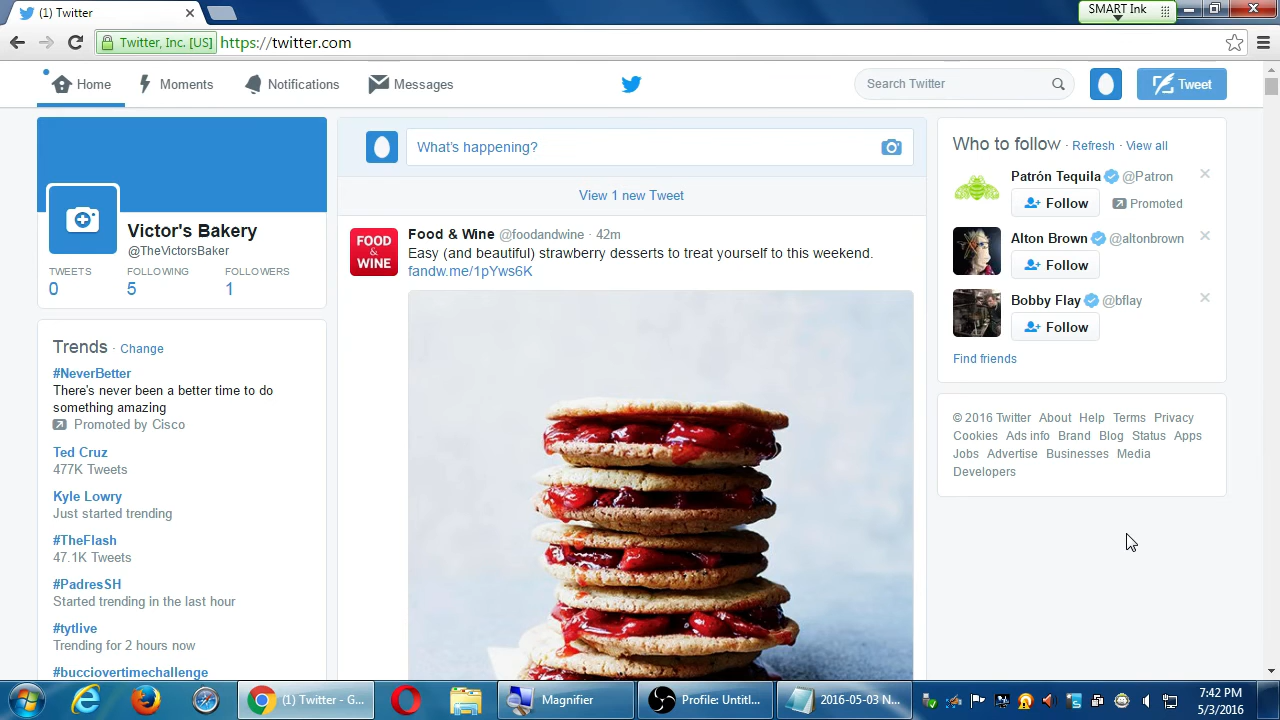 (1) Twitter
SMART Ink
Twitter, Inc. [US]
https://twitter.com
Home
Moments
Notifications
Messages
Search Twitter
Tweet
Victor's Bakery
@TheVictorsBaker
TWEETS FOLLOWING FOLLOWERS
0 5 1
Trends · Change
#NeverBetter
There's never been a better time to do
something amazing
Promoted by Cisco
Ted Cruz
477K Tweets
Kyle Lowry
Just started trending
#TheFlash
47.1K Tweets
#PadresSH
Started trending in the last hour
#tytlive
Trending for 2 hours now
#bucciovertimechallenge
What's happening?
View 1 new Tweet
FOOD
&
WINE
Food & Wine @foodandwine · 42m
Easy (and beautiful) strawberry desserts to treat yourself to this weekend.
fandw.me/1pYws6K
Who to follow · Refresh · View all
Patrón Tequila @Patron
Follow Promoted
Alton Brown @altonbrown
Follow
Bobby Flay @bflay
Follow
Find friends
© 2016 Twitter About Help Terms Privacy
Cookies Ads info Brand Blog Status Apps
Jobs Advertise Businesses Media
Developers
(1) Twitter - G...
Magnifier
Profile: Untitl...
2016-05-03 N...
7:42 PM
5/3/2016